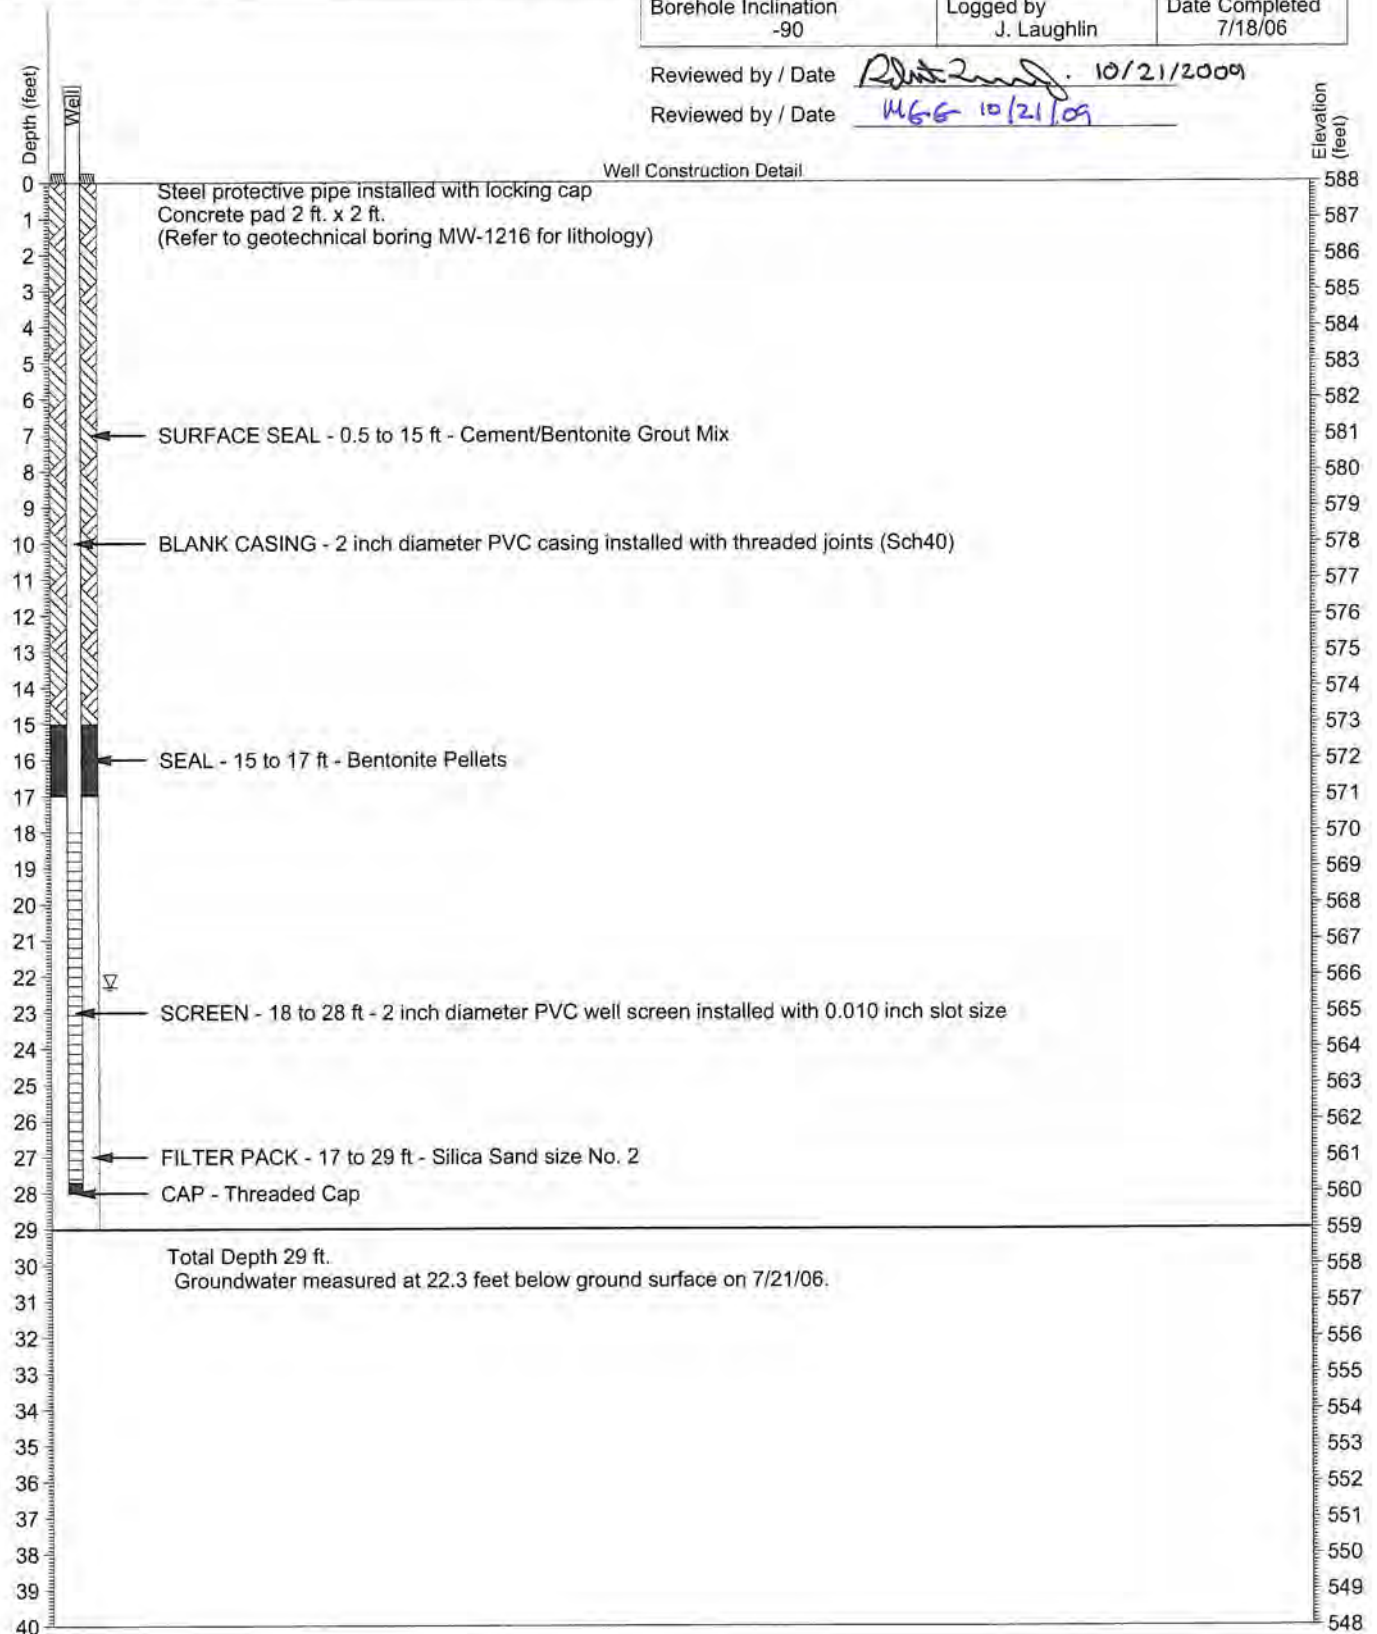 Borehole Inclination
-90
Logged by
J. Laughlin
Date Completed
7/18/06
Reviewed by / Date 10/21/2009
Reviewed by / Date MGG 10/21/09
Depth (feet)
Well
Elevation
(feet)
Well Construction Detail
0 588
Steel protective pipe installed with locking cap
1 Concrete pad 2 ft. x 2 ft. 587
(Refer to geotechnical boring MW-1216 for lithology)
2 586
3 585
4 584
5 583
6 582
7 SURFACE SEAL - 0.5 to 15 ft - Cement/Bentonite Grout Mix 581
8 580
9 579
10 BLANK CASING - 2 inch diameter PVC casing installed with threaded joints (Sch40) 578
11 577
12 576
13 575
14 574
15 573
16 SEAL - 15 to 17 ft - Bentonite Pellets 572
17 571
18 570
19 569
20 568
21 567
22 566
23 SCREEN - 18 to 28 ft - 2 inch diameter PVC well screen installed with 0.010 inch slot size 565
24 564
25 563
26 562
27 FILTER PACK - 17 to 29 ft - Silica Sand size No. 2 561
28 CAP - Threaded Cap 560
29 559
Total Depth 29 ft.
30 558
Groundwater measured at 22.3 feet below ground surface on 7/21/06.
31 557
32 556
33 555
34 554
35 553
36 552
37 551
38 550
39 549
40 548